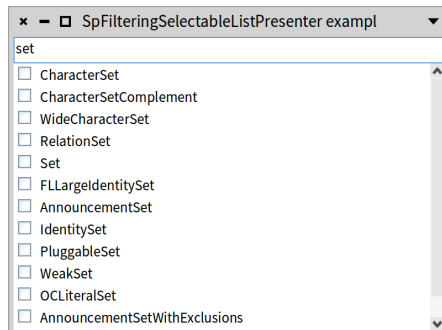 SpFilteringSelectableListPresenter exampl
set
CharacterSet
CharacterSetComplement
WideCharacterSet
RelationSet
Set
FLLargeIdentitySet
AnnouncementSet
IdentitySet
PluggableSet
WeakSet
OCLiteralSet
AnnouncementSetWithExclusions